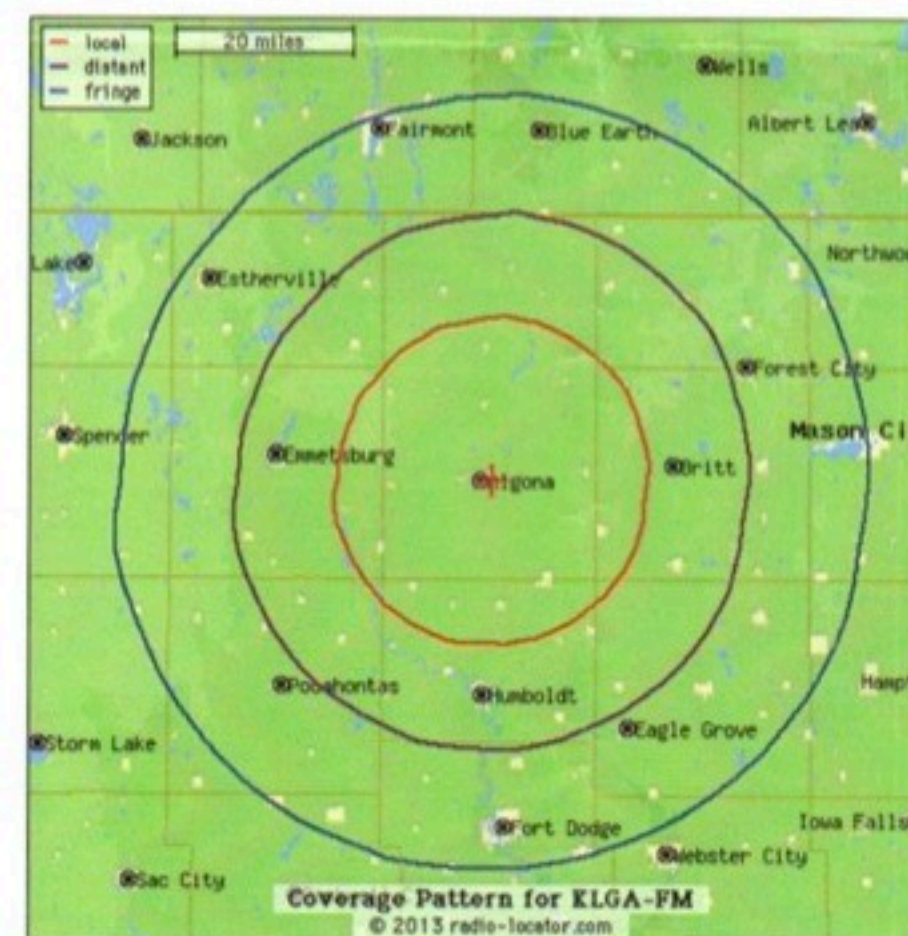 local
distant
fringe
20 miles
Wells
Jackson
Fairmont
Blue Earth
Albert Lea
Lake
Estherville
Northwo
Forest City
Spencer
Mason Ci
Emmetsburg
Britt
Pocahontas
Humboldt
Hampt
Storm Lake
Eagle Grove
Fort Dodge
Iowa Falls
Webster City
Sac City
Coverage Pattern for KLGA-FM
© 2013 radio-locator.com